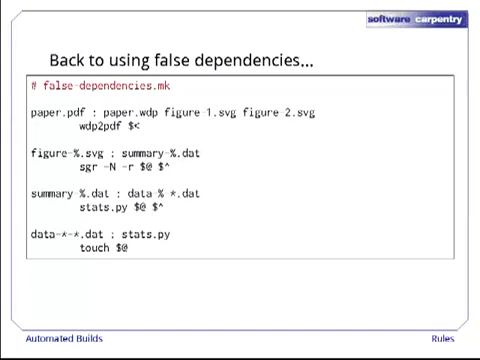 software carpentry
Back to using false dependencies...
# false-dependencies.mk
paper.pdf : paper.wdp figure-1.svg figure-2.svg
wdp2pdf $<
figure-%.svg : summary-%.dat
sgr -N -r $@ $^
summary-%.dat : data-%-*.dat
stats.py $@ $^
data-*-*.dat : stats.py
touch $@
Automated Builds
Rules